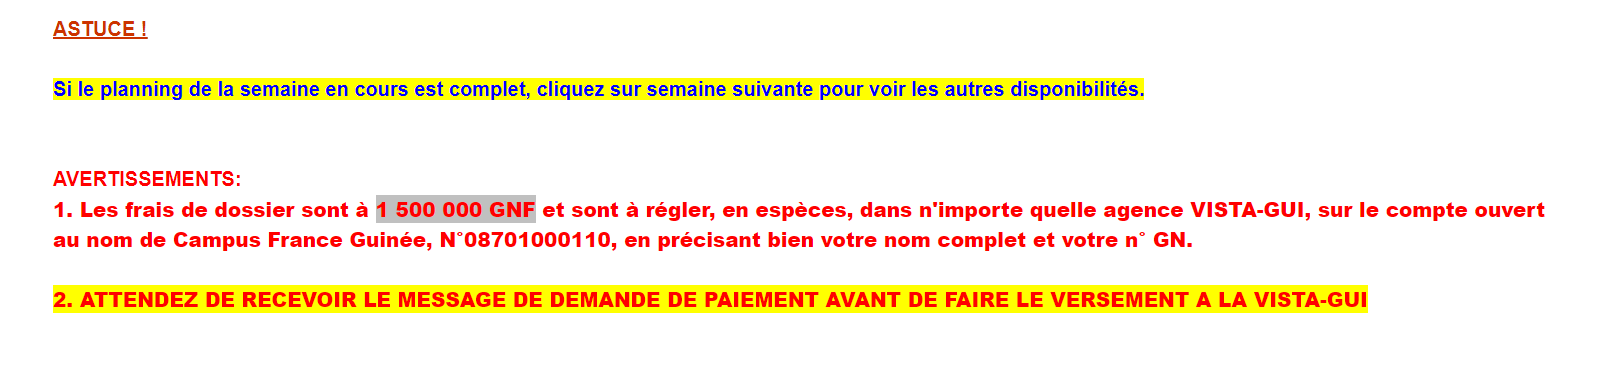 ASTUCE !
Si le planning de la semaine en cours est complet, cliquez sur semaine suivante pour voir les autres disponibilités.
AVERTISSEMENTS:
1. Les frais de dossier sont à 1 500 000 GNF et sont à régler, en espèces, dans n'importe quelle agence VISTA-GUI, sur le compte ouvert
au nom de Campus France Guinée, N°08701000110, en précisant bien votre nom complet et votre n° GN.
2. ATTENDEZ DE RECEVOIR LE MESSAGE DE DEMANDE DE PAIEMENT AVANT DE FAIRE LE VERSEMENT A LA VISTA-GUI